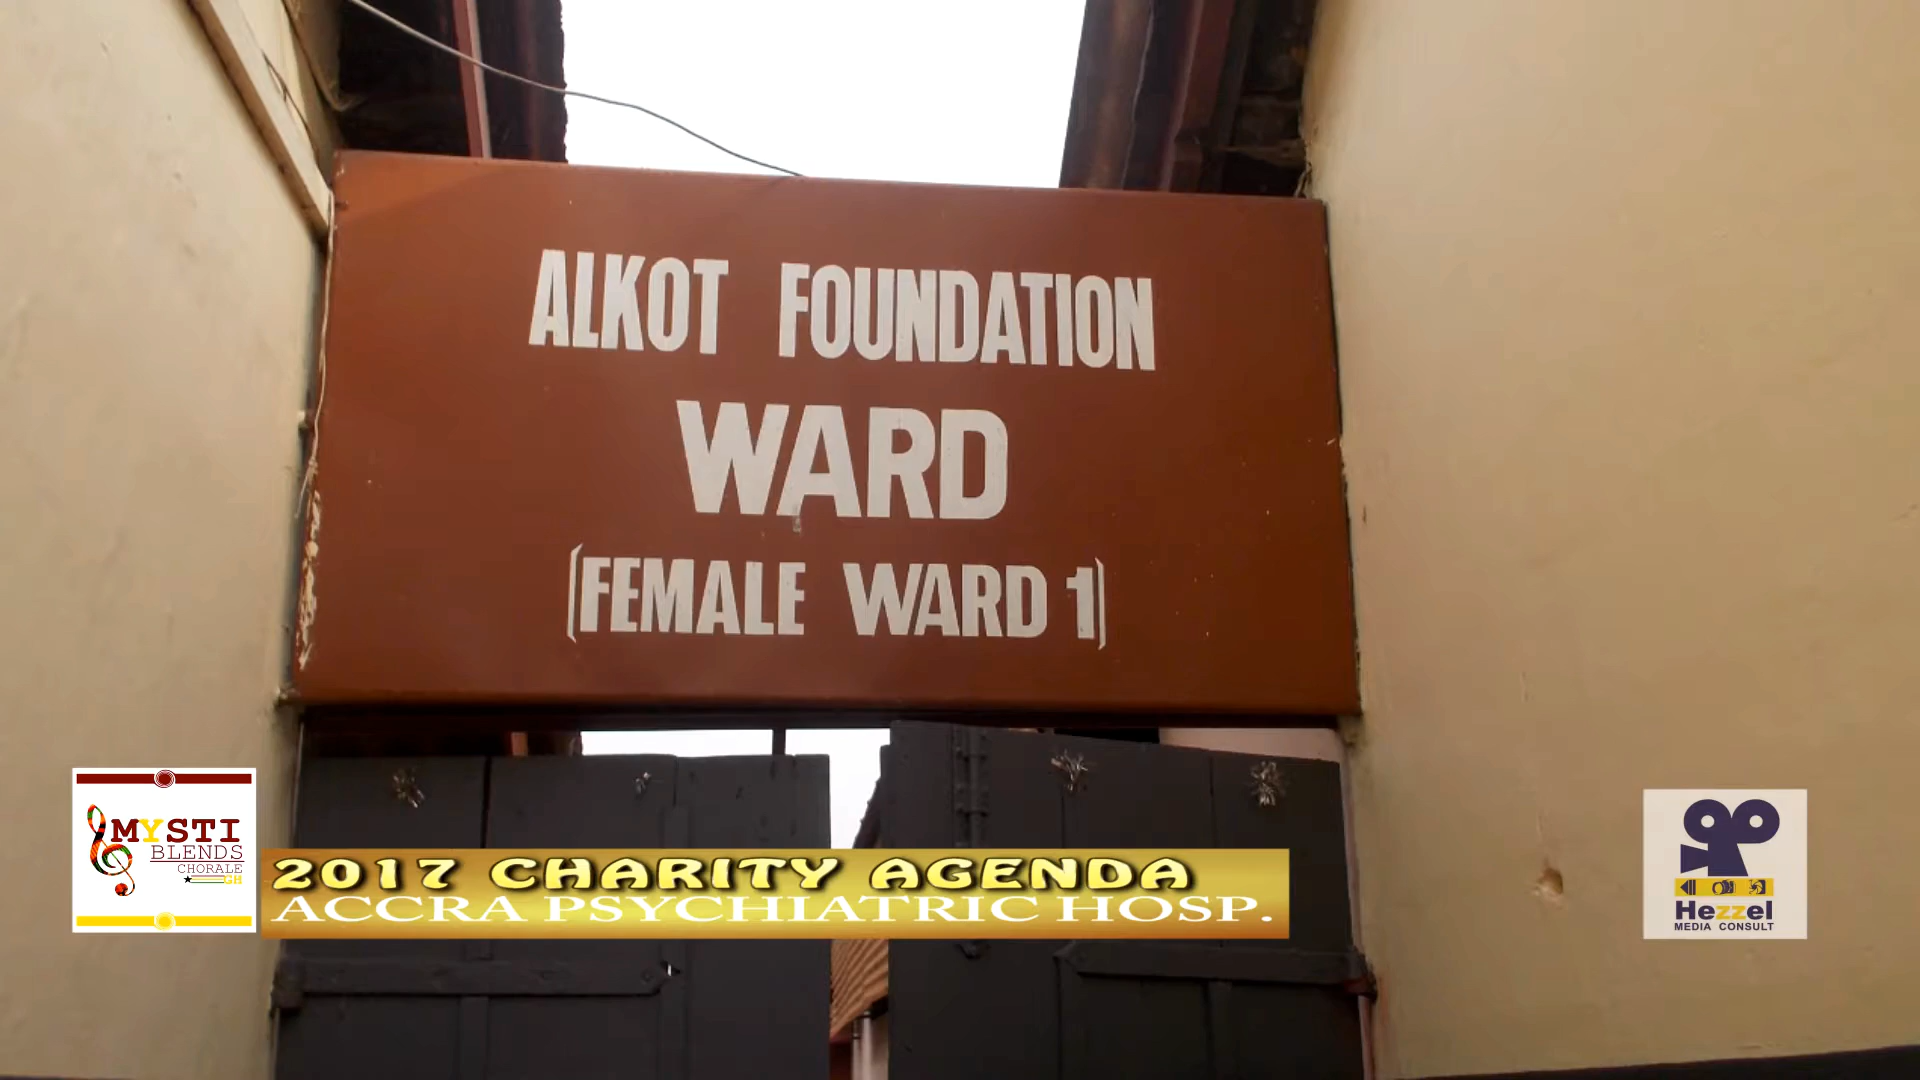 ALKOT FOUNDATION
WARD
(FEMALE WARD 1)
MYSTI
BLENDS
CHORALE
GH
2017 CHARITY AGENDA
ACCRA PSYCHIATRIC HOSP.
Hezzel
MEDIA CONSULT